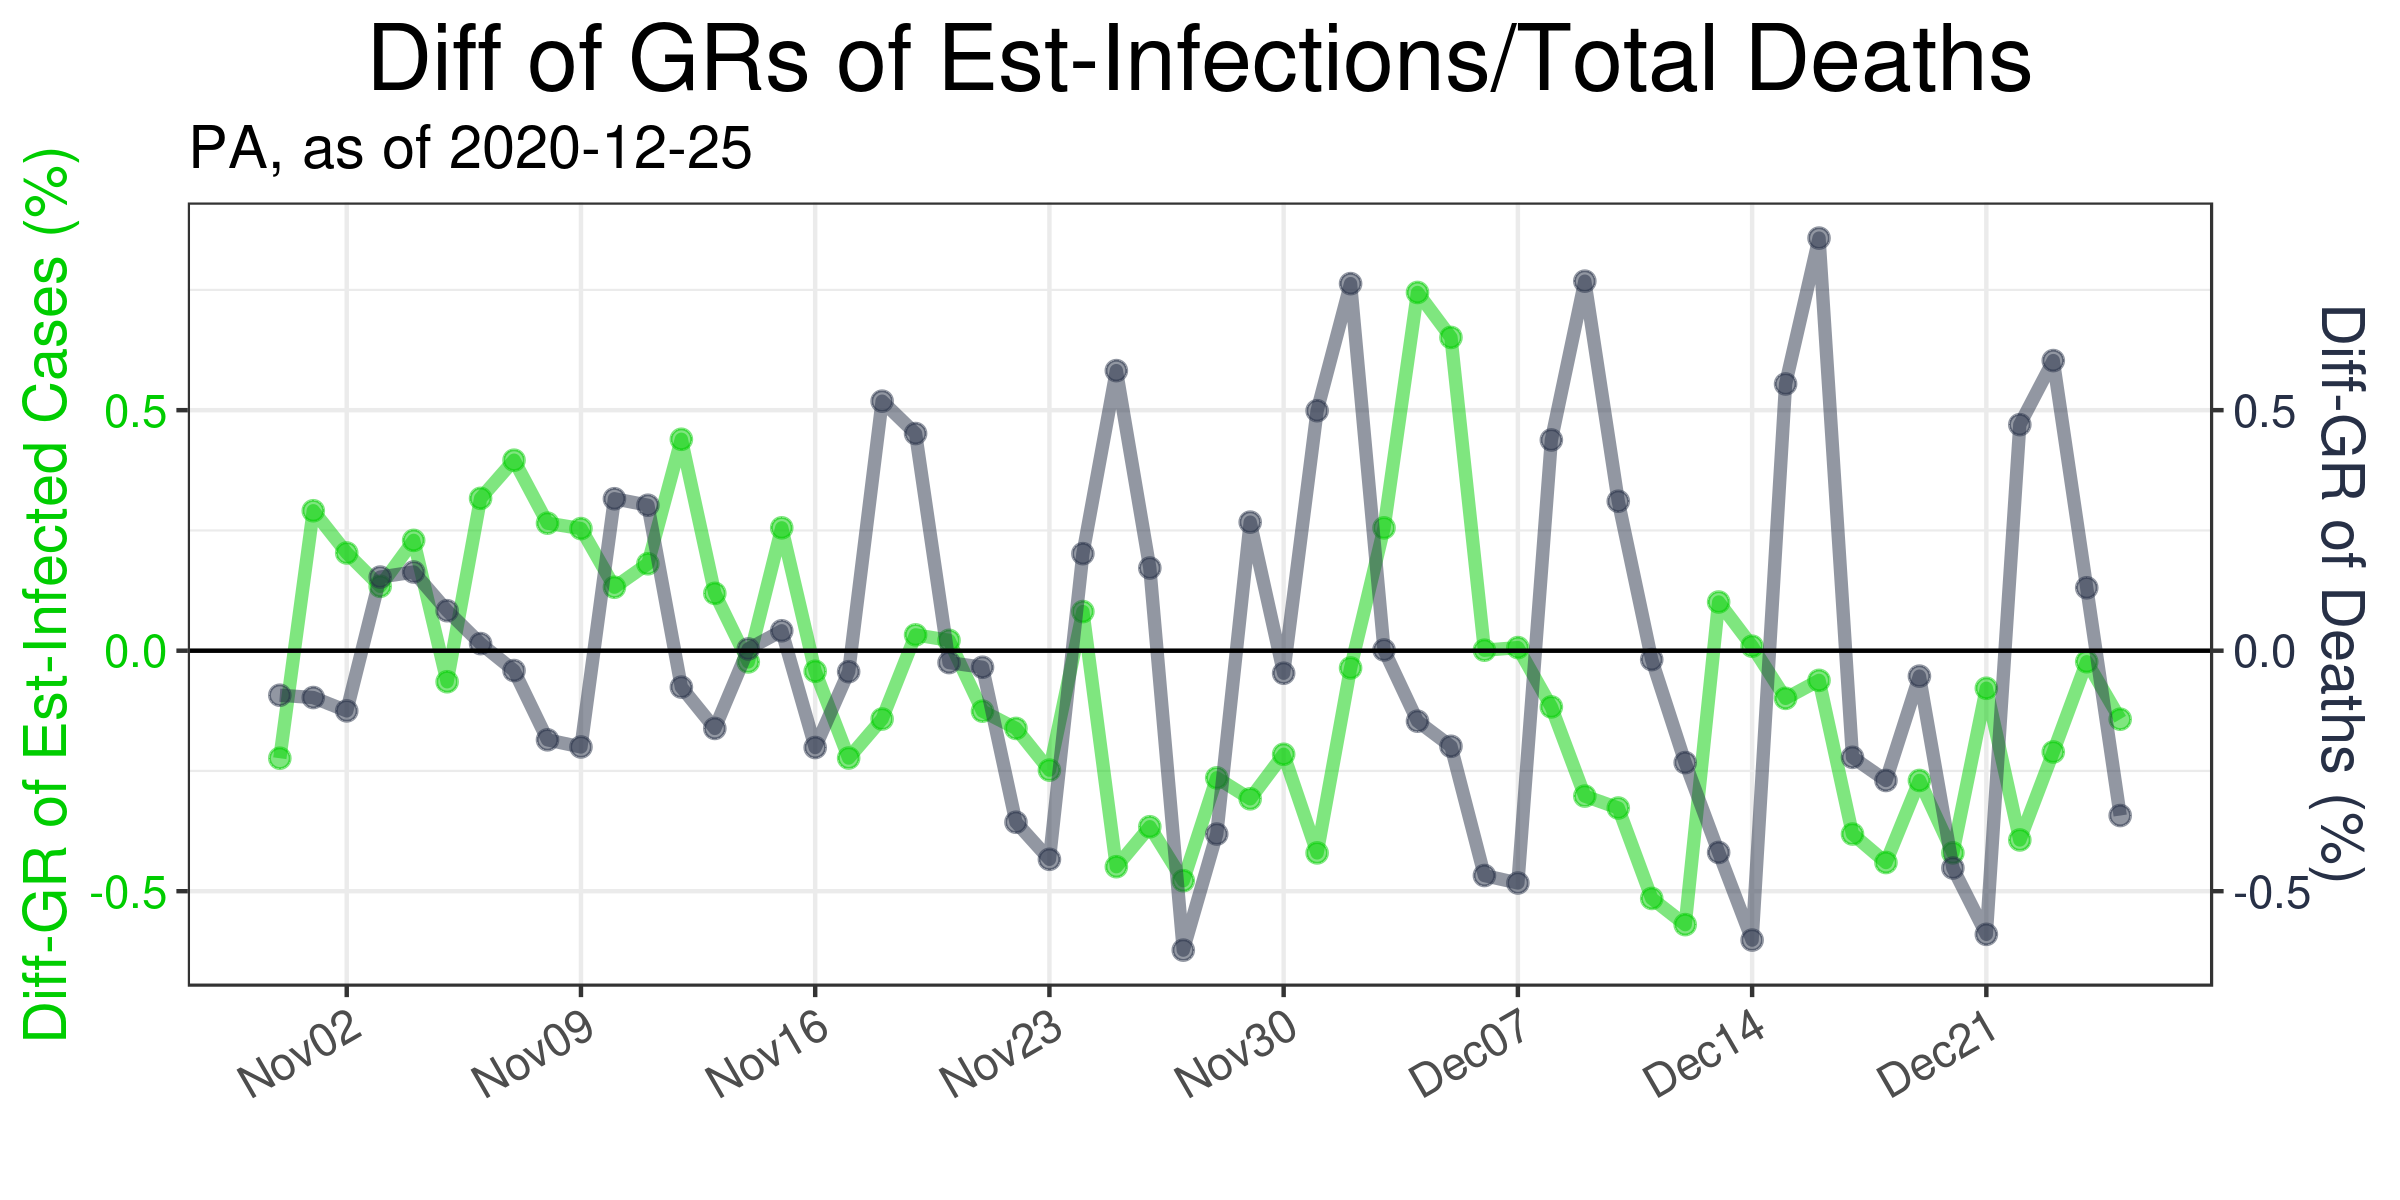 Diff of GRs of Est-Infections/Total Deaths
PA, as of 2020-12-25
Diff-GR of Est-Infected Cases (%)
0.5
0.0
-0.5
0.5
0.0
-0.5
Diff-GR of Deaths (%)
Nov02
Nov09
Nov16
Nov23
Nov30
Dec07
Dec14
Dec21